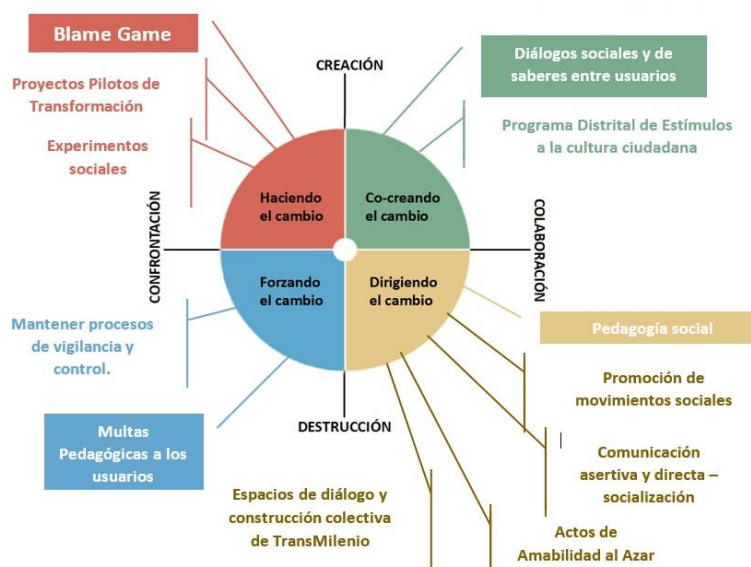 Blame Game
Proyectos Pilotos de
Transformación
Experimentos
sociales
CREACIÓN
Diálogos sociales y de
saberes entre usuarios
Programa Distrital de Estímulos
a la cultura ciudadana
Haciendo
el cambio
Co-creando
el cambio
CONFRONTACIÓN
COLABORACIÓN
Forzando
el cambio
Dirigiendo
el cambio
Mantener procesos
de vigilancia y
control.
Multas
Pedagógicas a los
usuarios
DESTRUCCIÓN
Pedagogía social
Promoción de
movimientos sociales
Comunicación
asertiva y directa –
socialización
Espacios de diálogo y
construcción colectiva
de TransMilenio
Actos de
Amabilidad al Azar